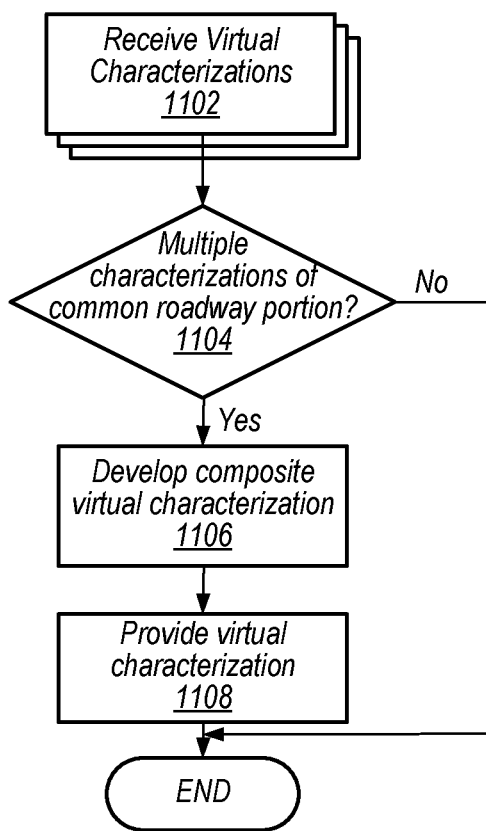 Receive Virtual
Characterizations
1102
Multiple
characterizations of
common roadway portion?
1104
No
Yes
Develop composite
virtual characterization
1106
Provide virtual
characterization
1108
END